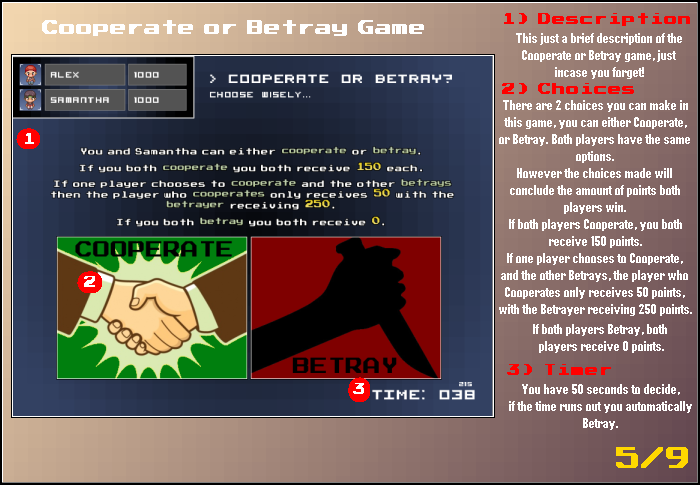 Cooperate or Betray Game
ALEX 1000
SAMANTHA 1000
> COOPERATE OR BETRAY?
CHOOSE WISELY...
1
You and Samantha can either cooperate or betray.
If you both cooperate you both receive 150 each.
If one player chooses to cooperate and the other betrays
then the player who cooperates only receives 50 with the
betrayer receiving 250.
If you both betray you both receive 0.
COOPERATE
2
BETRAY
3
215
TIME: 038
1) Description
This just a brief description of the
Cooperate or Betray game, just
incase you forget!
2) Choices
There are 2 choices you can make in
this game, you can either Cooperate,
or Betray. Both players have the same
options.
However the choices made will
conclude the amount of points both
players win.
If both players Cooperate, you both
receive 150 points.
If one player chooses to Cooperate,
and the other Betrays, the player who
Cooperates only receives 50 points,
with the Betrayer receiving 250 points.
If both players Betray, both
players receive 0 points.
3) Timer
You have 50 seconds to decide,
if the time runs out you automatically
Betray.
5/9